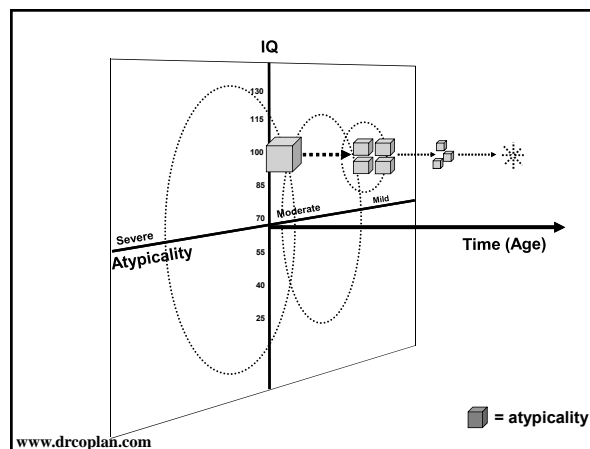 IQ
130
115
100
85
Mild
Moderate
70
Severe
Atypicality
Time (Age)
55
40
25
= atypicality
www.drcoplan.com